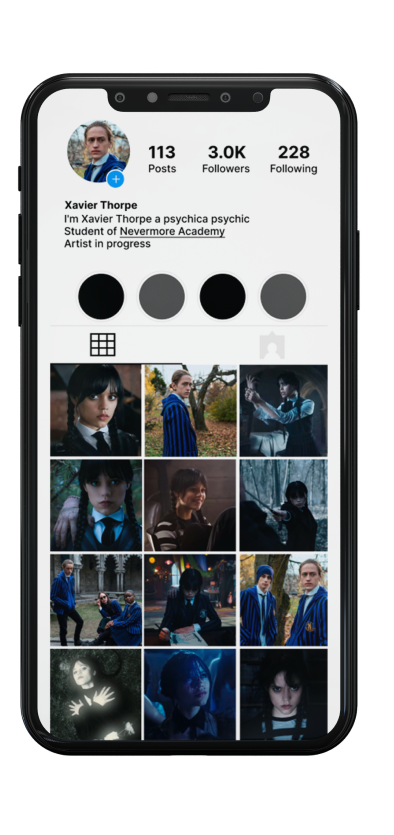 113 3.0K 228
Posts Followers Following
Xavier Thorpe
I'm Xavier Thorpe a psychica psychic
Student of Nevermore Academy
Artist in progress